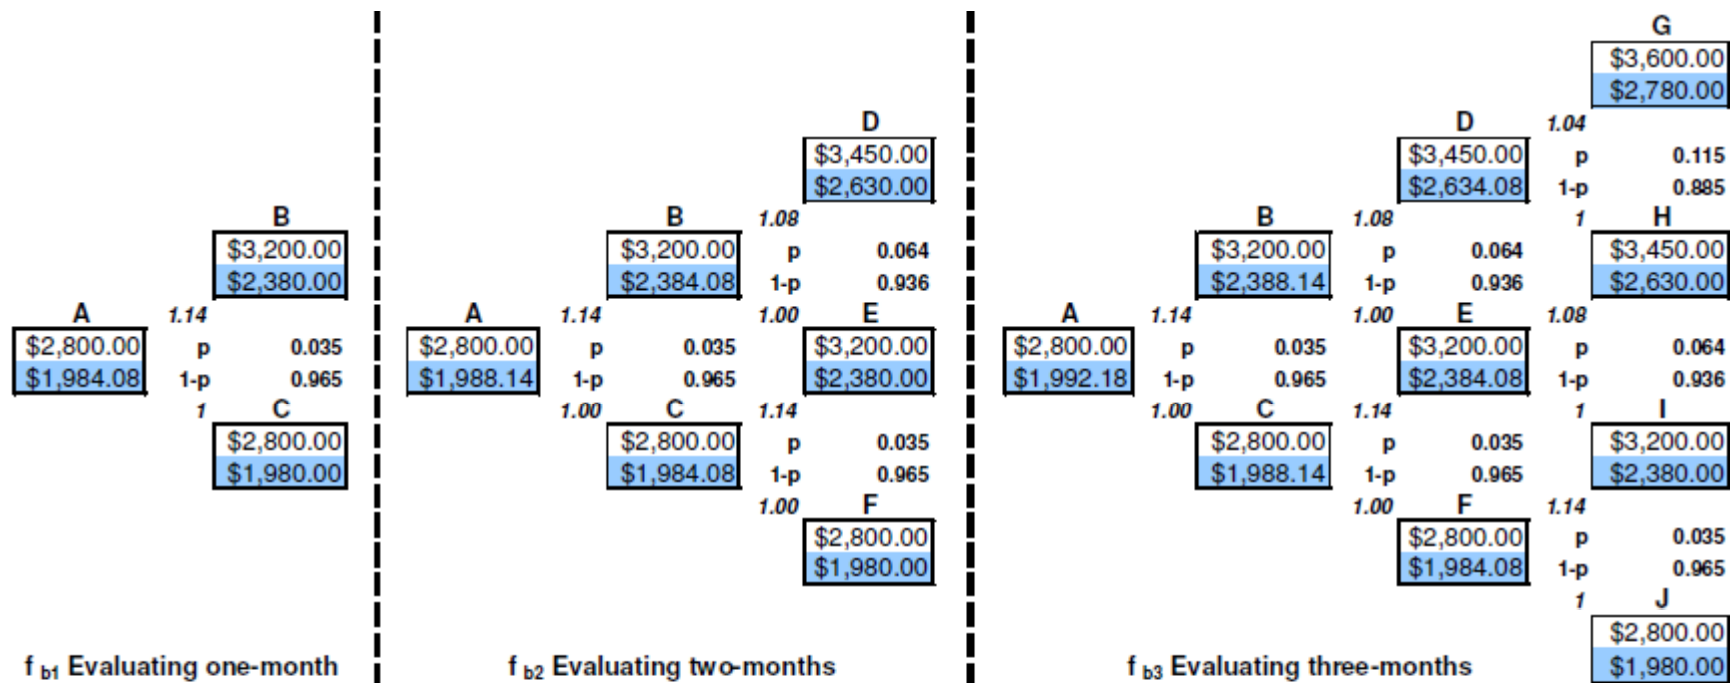 G
$3,600.00
$2,780.00
D D 1.04
$3,450.00 $3,450.00 p 0.115
$2,630.00 $2,634.08 1-p 0.885
B B 1.08 B 1.08 1 H
$3,200.00 $3,200.00 p 0.064 $3,200.00 p 0.064 $3,450.00
$2,380.00 $2,384.08 1-p 0.936 $2,388.14 1-p 0.936 $2,630.00
A 1.14 A 1.14 1.00 E A 1.14 1.00 E 1.08
$2,800.00 p 0.035 $2,800.00 p 0.035 $3,200.00 $2,800.00 p 0.035 $3,200.00 p 0.064
$1,984.08 1-p 0.965 $1,988.14 1-p 0.965 $2,380.00 $1,992.18 1-p 0.965 $2,384.08 1-p 0.936
1 C 1.00 C 1.14 1.00 C 1.14 1 I
$2,800.00 $2,800.00 p 0.035 $2,800.00 p 0.035 $3,200.00
$1,980.00 $1,984.08 1-p 0.965 $1,988.14 1-p 0.965 $2,380.00
1.00 F 1.00 F 1.14
$2,800.00 $2,800.00 p 0.035
$1,980.00 $1,984.08 1-p 0.965
1 J
$2,800.00
f b1 Evaluating one-month f b2 Evaluating two-months f b3 Evaluating three-months $1,980.00